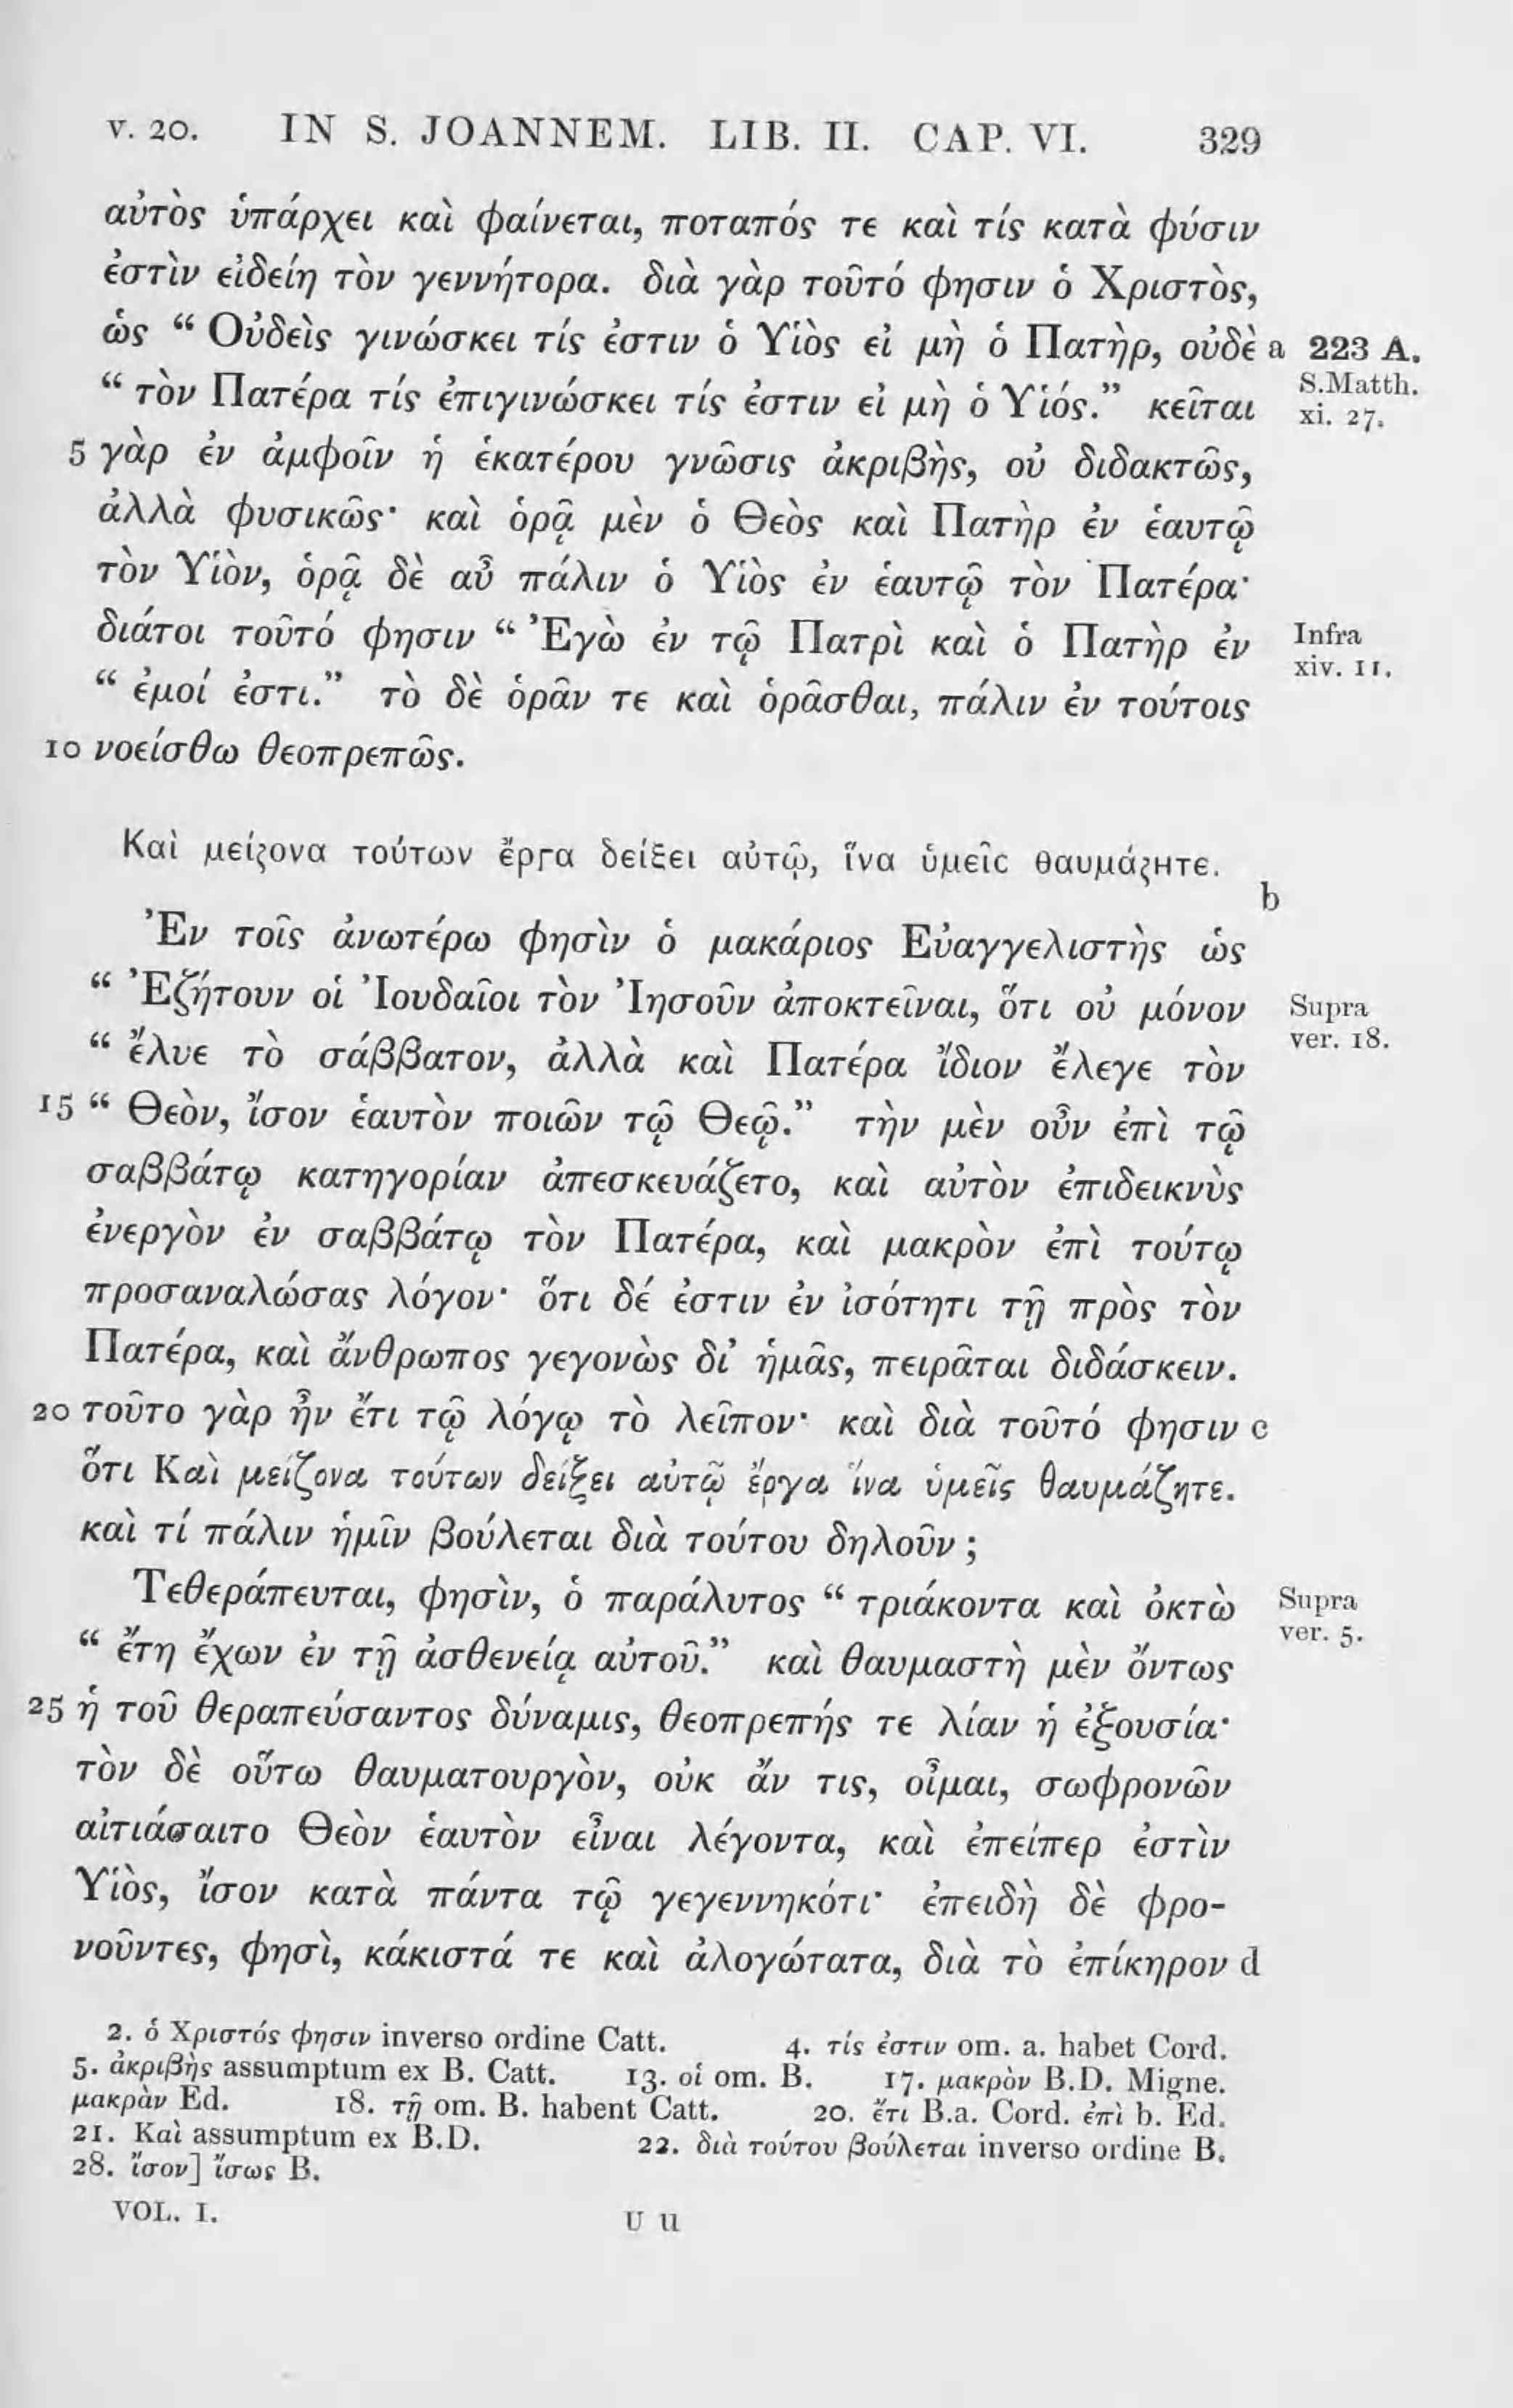 v. 20. IN S. JOANNEM. LIB. II. CAP. VI. 329
αὐτὸς ὑπάρχει καὶ φαίνεται, ποταπός τε καὶ τίς κατὰ φύσιν
ἐστὶν εἰδείη τὸν γεννήτορα. διὰ γὰρ τοῦτό φησιν ὁ Χριστὸς,
ὡς “ Οὐδεὶς γινώσκει τίς ἐστιν ὁ Υἱὸς εἰ μὴ ὁ Πατὴρ, οὐδὲ a 223 A.
“ τὸν Πατέρα τίς ἐπιγινώσκει τίς ἐστιν εἰ μὴ ὁ Υἱός.” κεῖται S.Matth. xi. 27.
5 γὰρ ἐν ἀμφοῖν ἡ ἑκατέρου γνῶσις ἀκριβὴς, οὐ διδακτῶς,
ἀλλὰ φυσικῶς· καὶ ὁρᾷ μὲν ὁ Θεὸς καὶ Πατὴρ ἐν ἑαυτῷ
τὸν Υἱὸν, ὁρᾷ δὲ αὖ πάλιν ὁ Υἱὸς ἐν ἑαυτῷ τὸν Πατέρα·
διάτοι τοῦτό φησιν “ Ἐγὼ ἐν τῷ Πατρὶ καὶ ὁ Πατὴρ ἐν Infra xiv. 11.
“ ἐμοί ἐστι.” τὸ δὲ ὁρᾶν τε καὶ ὁρᾶσθαι, πάλιν ἐν τούτοις
10 νοείσθω θεοπρεπῶς.
Καὶ μείζονα τούτων ἔργα δείξει αὐτῷ, ἵνα ὑμεῖς θαυμάζητε.
b
Ἐν τοῖς ἀνωτέρω φησὶν ὁ μακάριος Εὐαγγελιστὴς ὡς
“ Ἐζήτουν οἱ Ἰουδαῖοι τὸν Ἰησοῦν ἀποκτεῖναι, ὅτι οὐ μόνον Supra ver. 18.
“ ἔλυε τὸ σάββατον, ἀλλὰ καὶ Πατέρα ἴδιον ἔλεγε τὸν
15 “ Θεὸν, ἴσον ἑαυτὸν ποιῶν τῷ Θεῷ.” τὴν μὲν οὖν ἐπὶ τῷ
σαββάτῳ κατηγορίαν ἀπεσκευάζετο, καὶ αὐτὸν ἐπιδεικνὺς
ἐνεργὸν ἐν σαββάτῳ τὸν Πατέρα, καὶ μακρὸν ἐπὶ τούτῳ
προσαναλώσας λόγον· ὅτι δέ ἐστιν ἐν ἰσότητι τῇ πρὸς τὸν
Πατέρα, καὶ ἄνθρωπος γεγονὼς δι’ ἡμᾶς, πειρᾶται διδάσκειν.
20 τοῦτο γὰρ ἦν ἔτι τῷ λόγῳ τὸ λεῖπον· καὶ διὰ τοῦτό φησιν c
ὅτι Καὶ μείζονα τούτων δείξει αὐτῷ ἔργα ἵνα ὑμεῖς θαυμάζητε.
καὶ τί πάλιν ἡμῖν βούλεται διὰ τούτου δηλοῦν ;
Τεθεράπευται, φησὶν, ὁ παράλυτος “ τριάκοντα καὶ ὀκτὼ Supra ver. 5.
“ ἔτη ἔχων ἐν τῇ ἀσθενείᾳ αὐτοῦ.” καὶ θαυμαστὴ μὲν ὄντως
25 ἡ τοῦ θεραπεύσαντος δύναμις, θεοπρεπής τε λίαν ἡ ἐξουσία·
τὸν δὲ οὕτω θαυματουργὸν, οὐκ ἄν τις, οἶμαι, σωφρονῶν
αἰτιάσαιτο Θεὸν ἑαυτὸν εἶναι λέγοντα, καὶ ἐπείπερ ἐστὶν
Υἱὸς, ἴσον κατὰ πάντα τῷ γεγεννηκότι· ἐπειδὴ δὲ φρο-
νοῦντες, φησὶ, κάκιστά τε καὶ ἀλογώτατα, διὰ τὸ ἐπίκηρον d
2. ὁ Χριστός φησιν inverso ordine Catt. 4. τίς ἐστιν om. a. habet Cord.
5. ἀκριβὴς assumptum ex B. Catt. 13. οἱ om. B. 17. μακρὸν B.D. Migne.
μακρὰν Ed. 18. τῇ om. B. habent Catt. 20. ἔτι B.a. Cord. ἐπὶ b. Ed.
21. Καὶ assumptum ex B.D. 22. διὰ τούτου βούλεται inverso ordine B.
28. ἴσον] ἴσως B.
VOL. I. U u